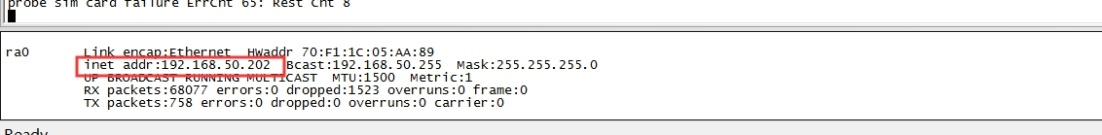 probe sim card failure ErrCnt 65: Rest Cnt 8
ra0 Link encap:Ethernet HWaddr 70:F1:1C:05:AA:89
inet addr:192.168.50.202 Bcast:192.168.50.255 Mask:255.255.255.0
UP BROADCAST RUNNING MULTICAST MTU:1500 Metric:1
RX packets:68077 errors:0 dropped:1523 overruns:0 frame:0
TX packets:758 errors:0 dropped:0 overruns:0 carrier:0
Ready